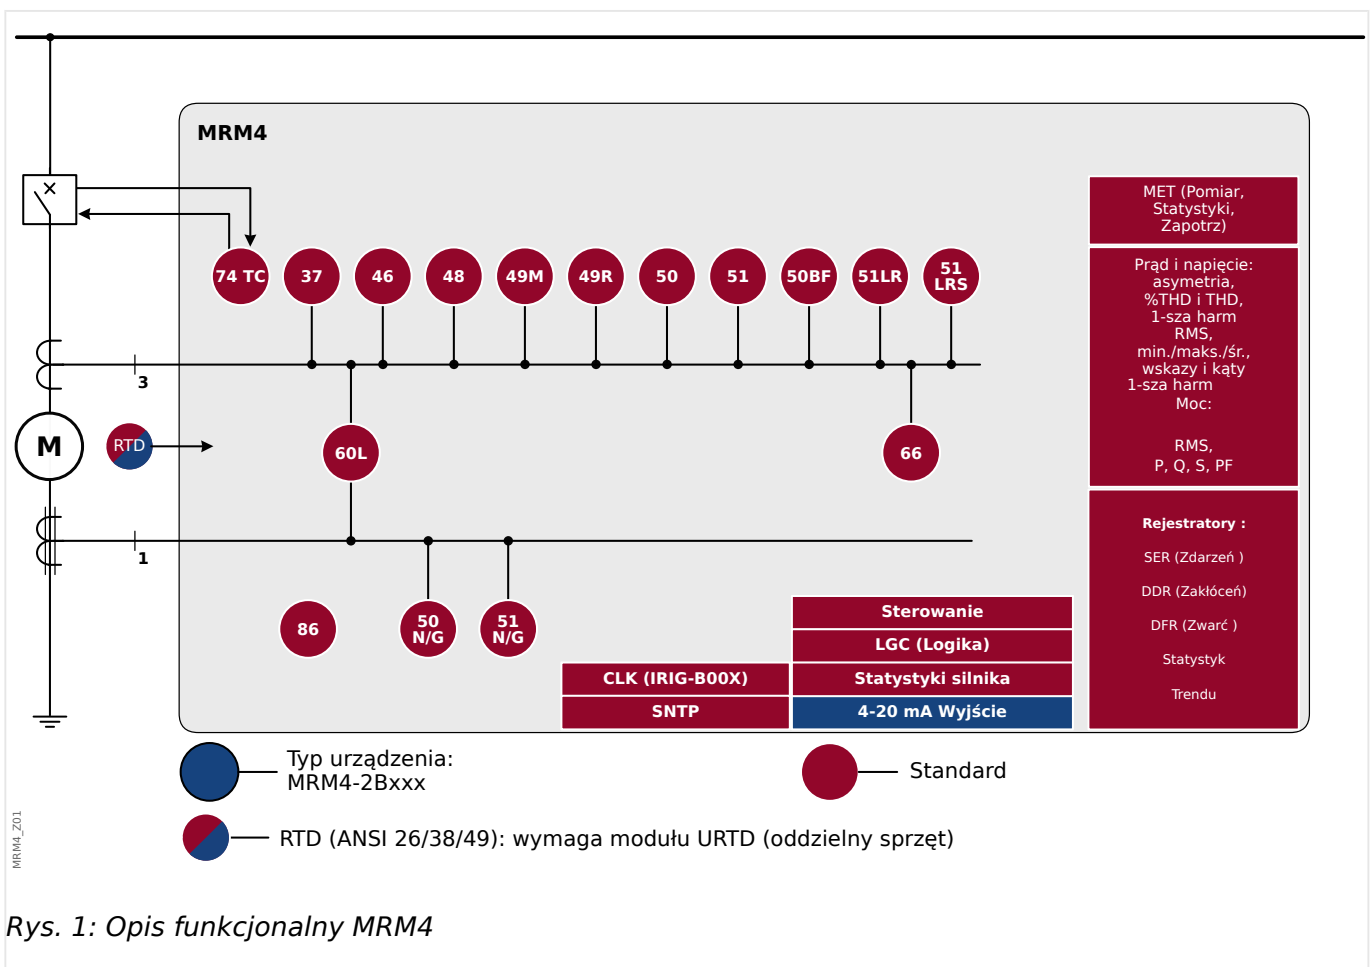 MRM4
MET (Pomiar,
Statystyki,
Zapotrz)
74 TC
37
46
48
49M
49R
50
51
50BF
51LR
51
LRS
Prąd i napięcie:
asymetria,
%THD i THD,
1-sza harm
RMS,
min./maks./śr.,
wskazy i kąty
1-sza harm
Moc:
RMS,
P, Q, S, PF
3
M
RTD
60L
66
1
Rejestratory :
SER (Zdarzeń )
DDR (Zakłóceń)
DFR (Zwarć )
Statystyk
Trendu
86
50
N/G
51
N/G
Sterowanie
LGC (Logika)
CLK (IRIG-B00X)
Statystyki silnika
SNTP
4-20 mA Wyjście
Typ urządzenia:
MRM4-2Bxxx
Standard
RTD (ANSI 26/38/49): wymaga modułu URTD (oddzielny sprzęt)
MRM4_Z01
Rys. 1: Opis funkcjonalny MRM4